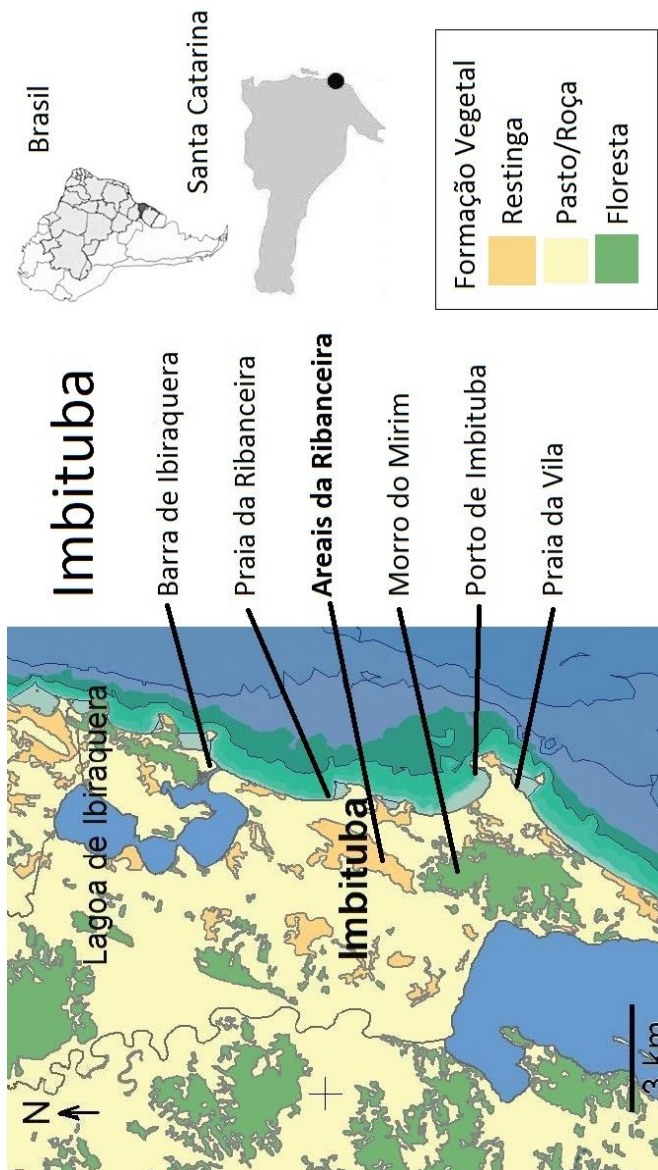 Brasil
Santa Catarina
Formação Vegetal
Restinga
Pasto/Roça
Floresta
Imbituba
Barra de Ibiraquera
Praia da Ribanceira
Areais da Ribanceira
Morro do Mirim
Porto de Imbituba
Praia da Vila
N
Lagoa de Ibiraquera
Imbituba
3 km